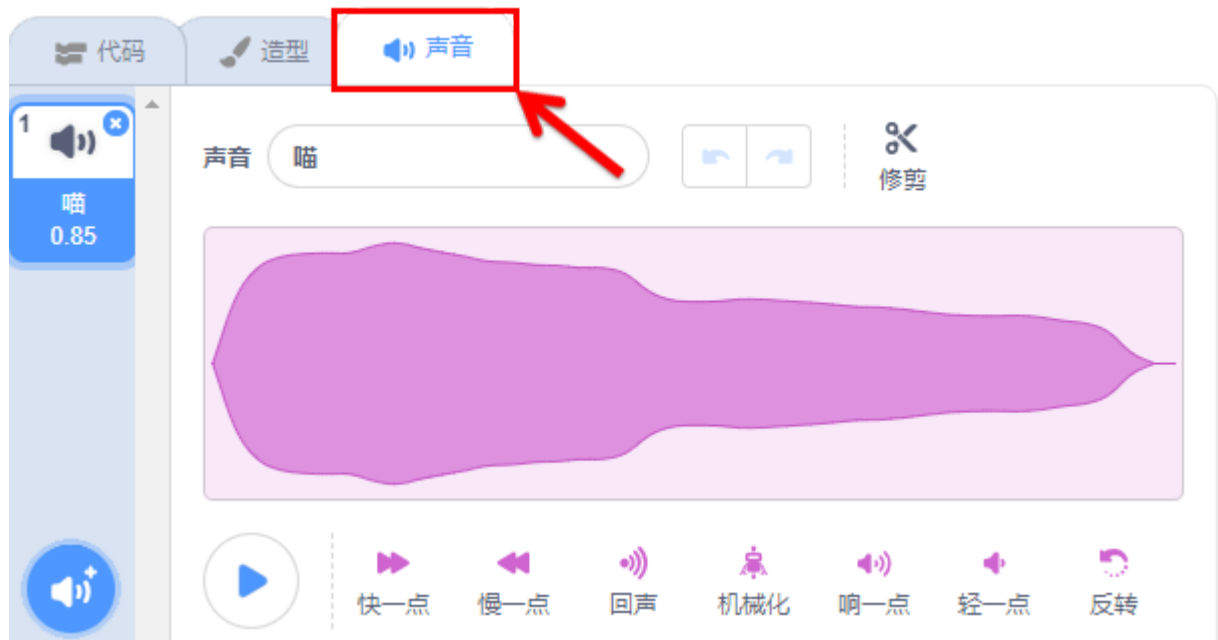 代码 造型 声音
1
喵
0.85
声音 喵 修剪
快一点 慢一点 回声 机械化 响一点 轻一点 反转